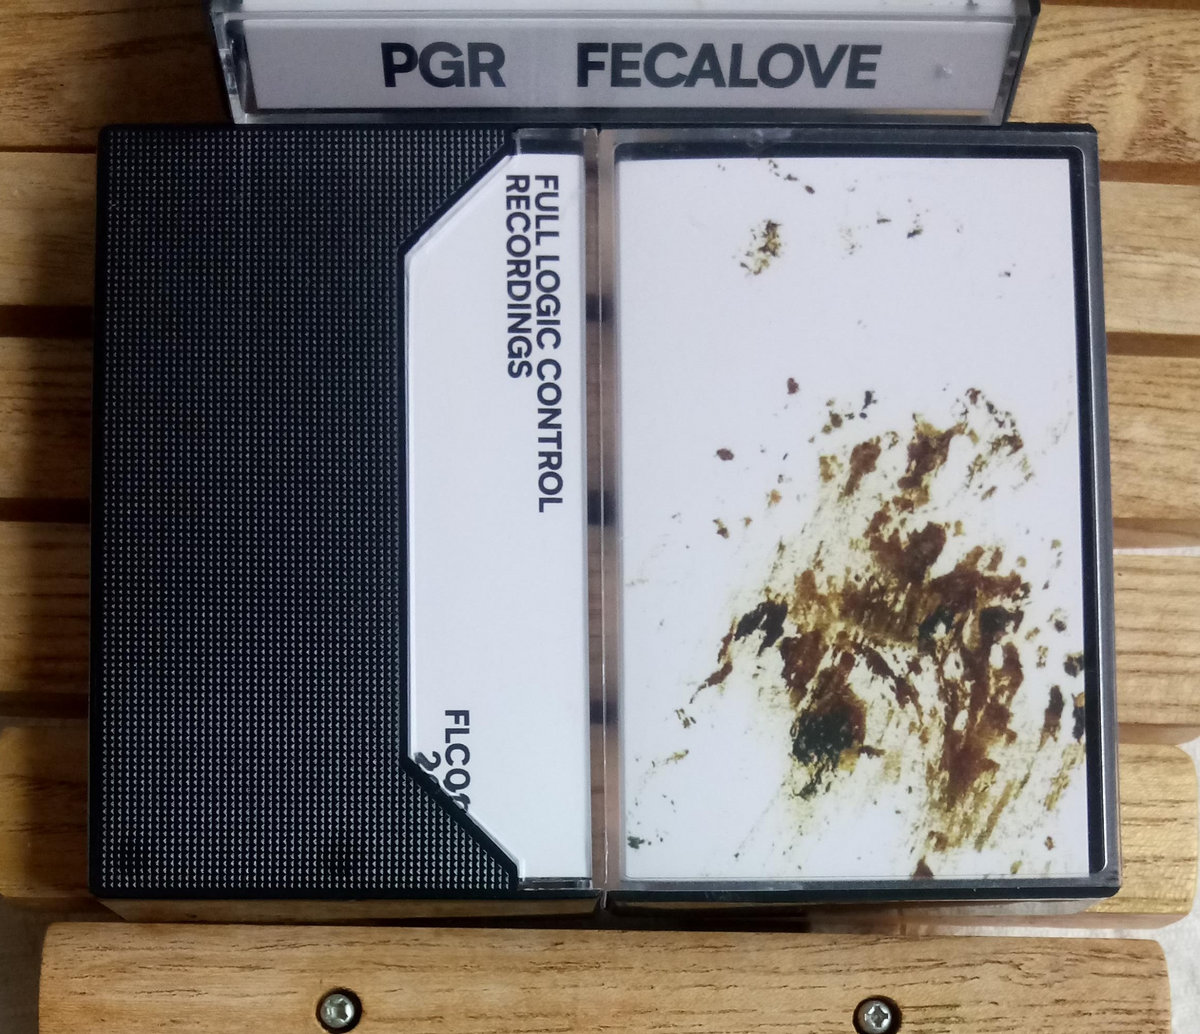 PGR FECALOVE
FULL LOGIC CONTROL
RECORDINGS